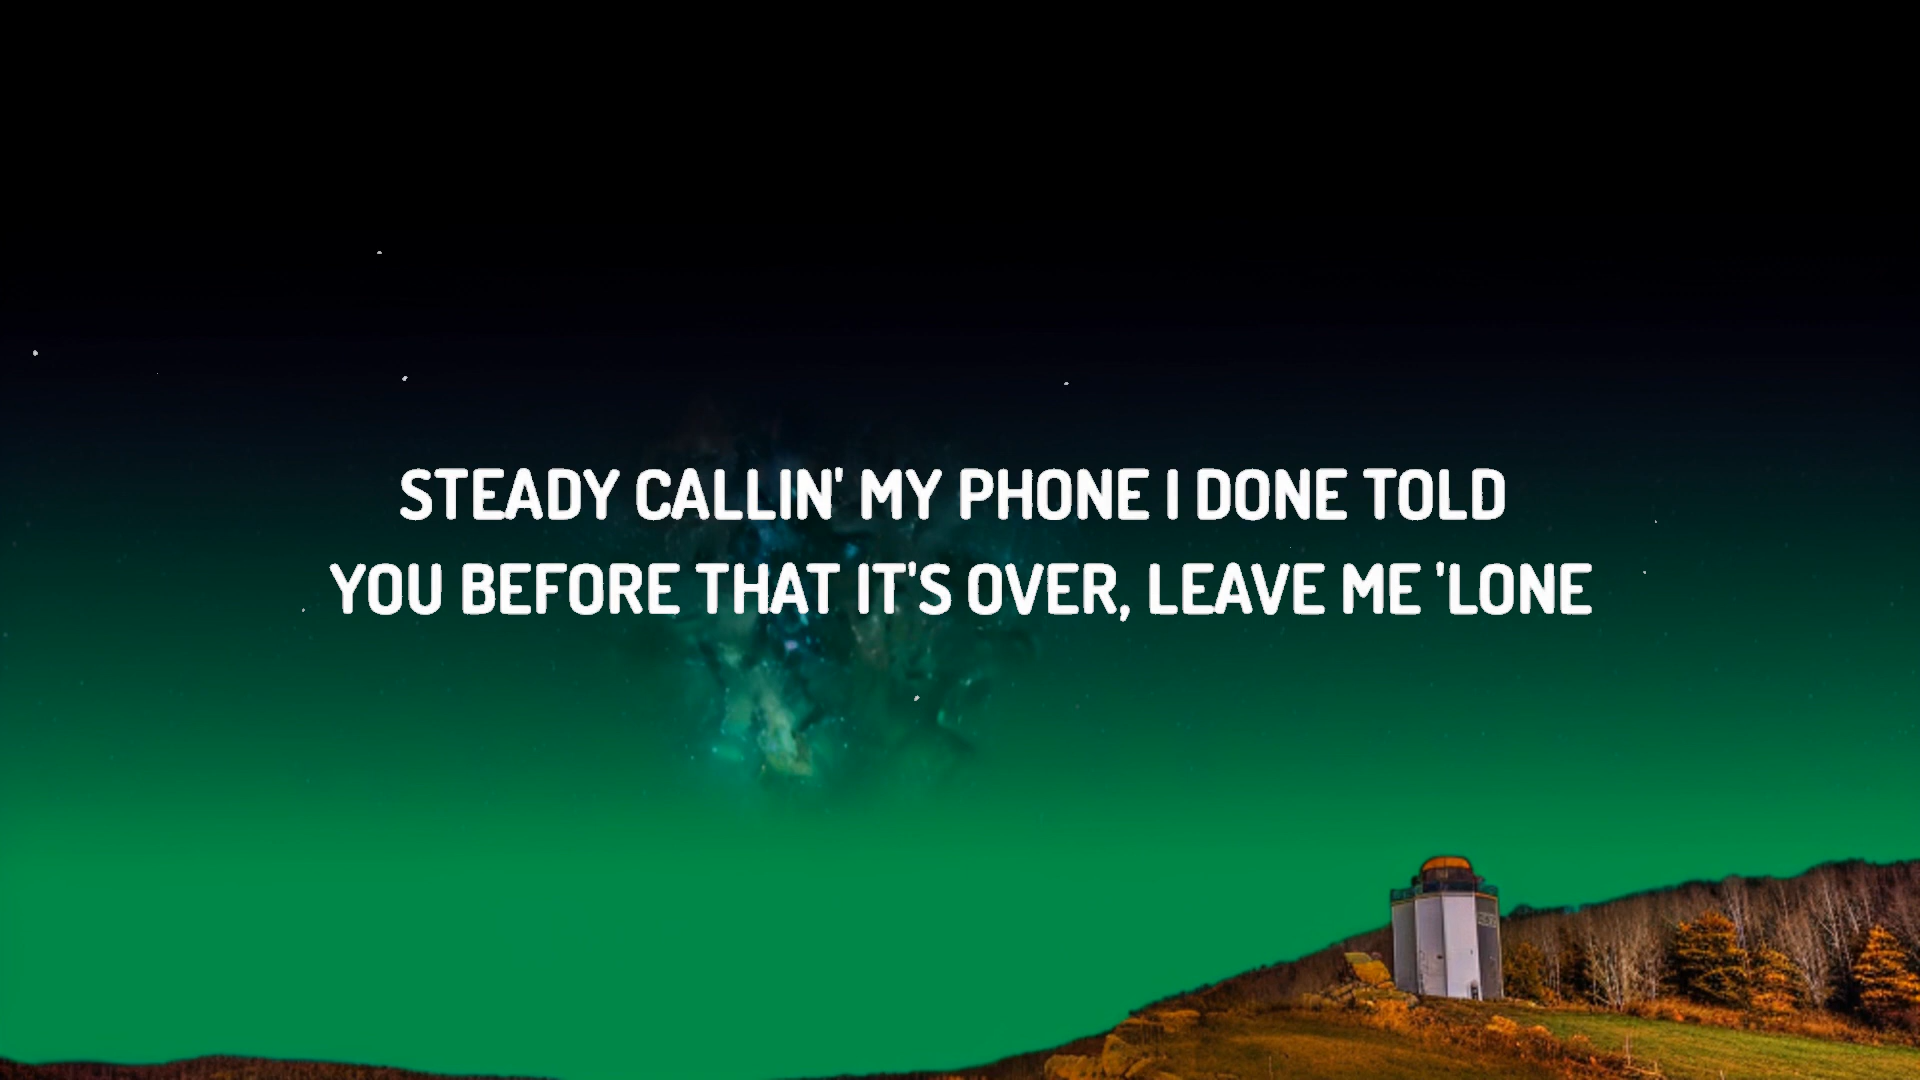 STEADY CALLIN' MY PHONE I DONE TOLD
YOU BEFORE THAT IT'S OVER, LEAVE ME 'LONE